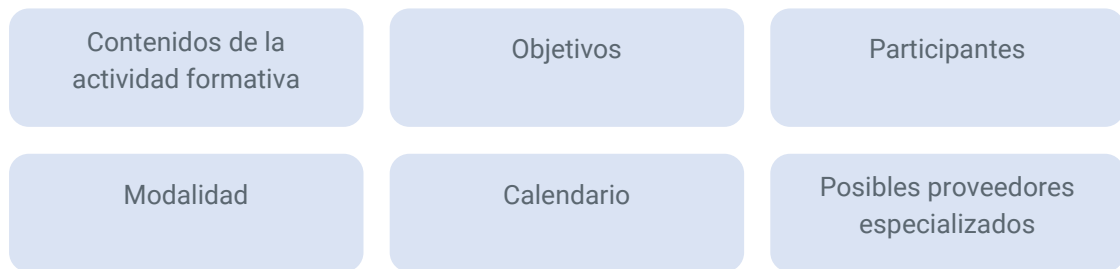 Contenidos de la
actividad formativa
Objetivos
Participantes
Modalidad
Calendario
Posibles proveedores
especializados